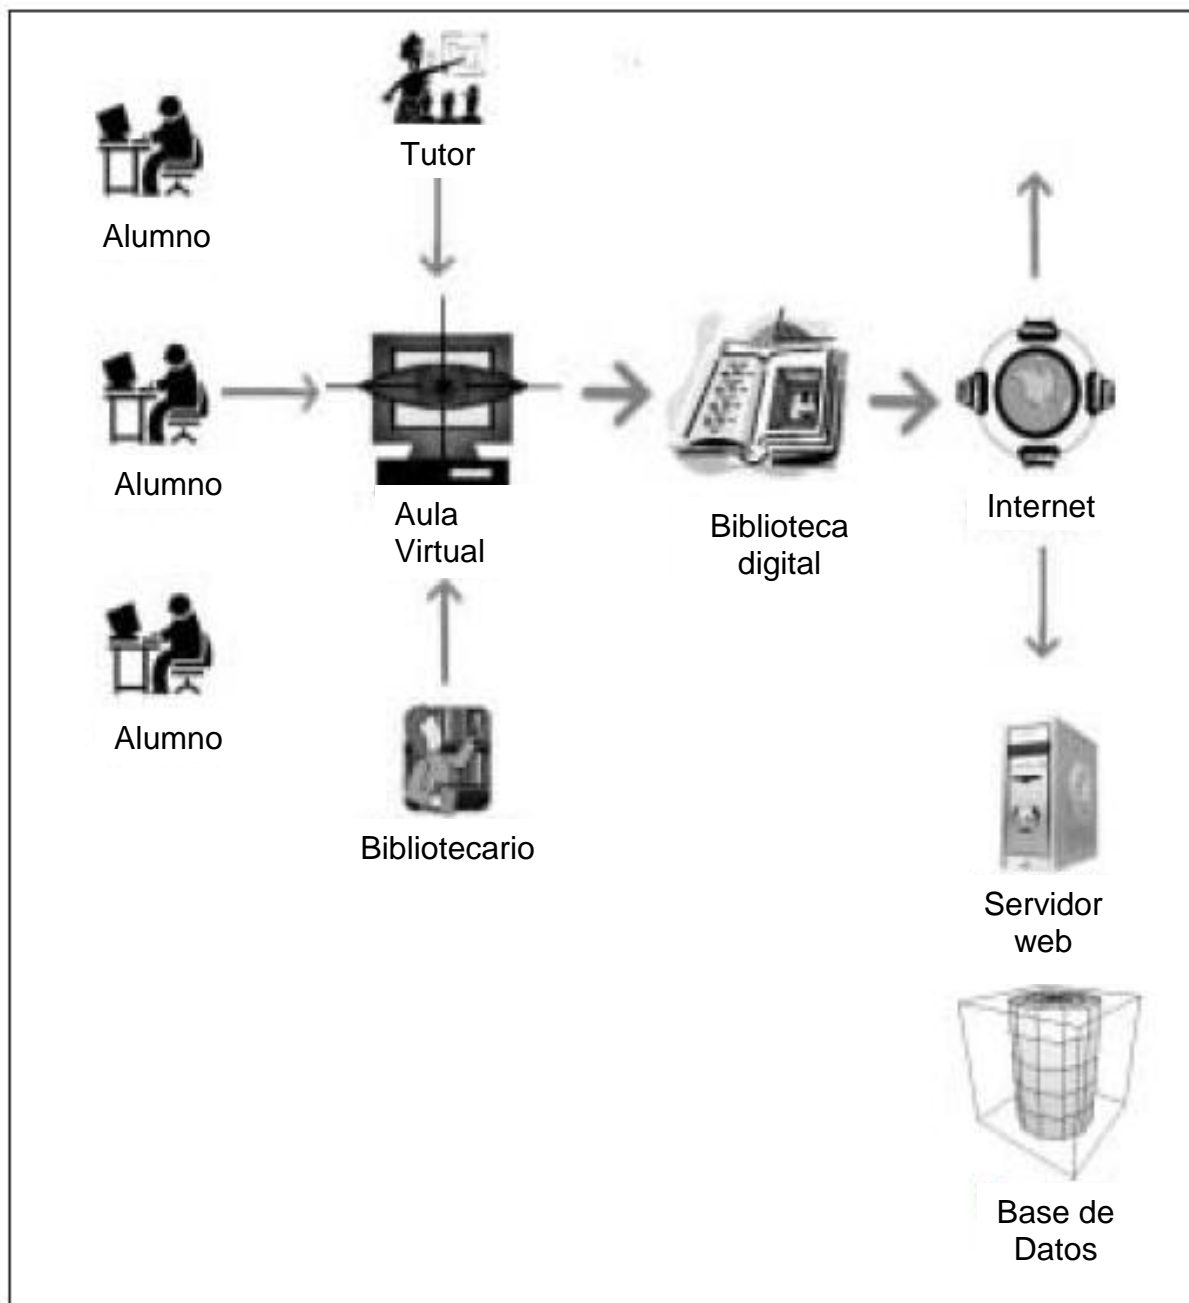 Tutor
Alumno
Alumno
Aula
Virtual
Biblioteca
digital
Internet
Alumno
Bibliotecario
Servidor
web
Base de
Datos